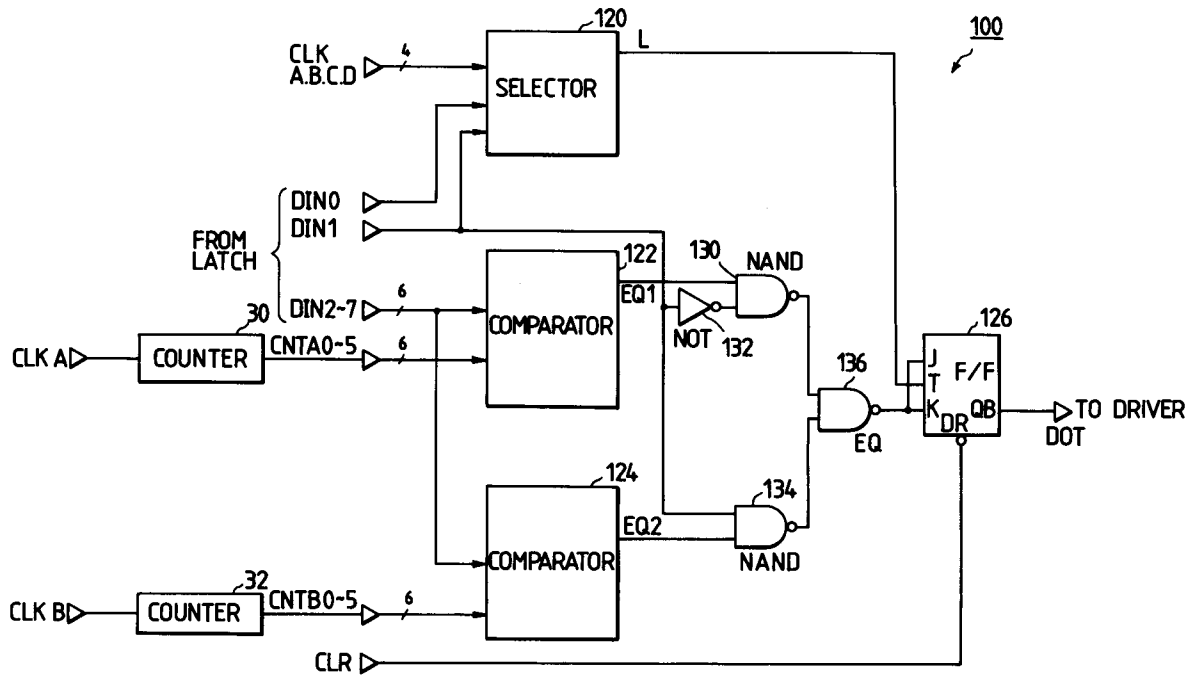 120
L
100
CLK
A.B.C.D
4
SELECTOR
DIN0
DIN1
FROM
LATCH
122
130
NAND
EQ1
DIN2~7
6
COMPARATOR
NOT
132
126
30
CLK A
COUNTER
CNTA0~5
6
136
J
T
F/F
K
QB
DR
TO DRIVER
DOT
EQ
124
134
EQ2
COMPARATOR
NAND
32
CLK B
COUNTER
CNTB0~5
6
CLR